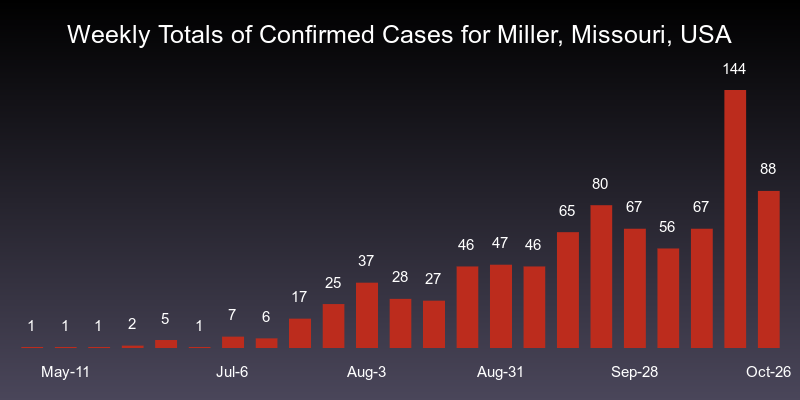 Weekly Totals of Confirmed Cases for Miller, Missouri, USA
1 1 1 2 5 1 7 6 17 25 37 28 27 46 47 46 65 80 67 56 67 144 88
May-11 Jul-6 Aug-3 Aug-31 Sep-28 Oct-26